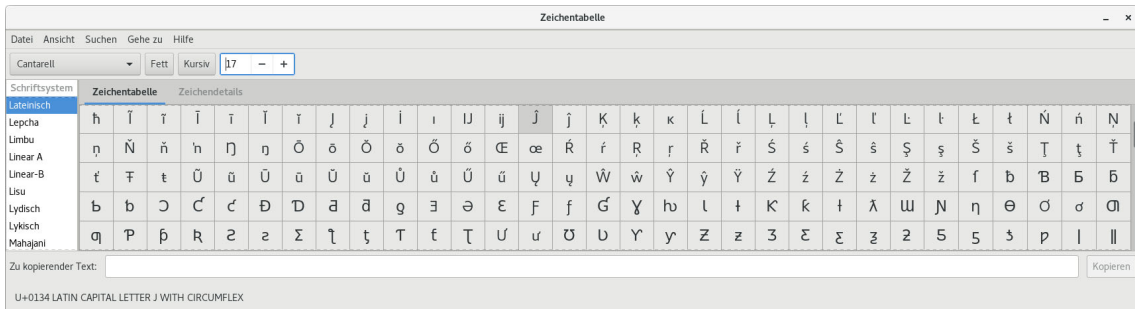 Zeichentabelle
Datei Ansicht Suchen Gehe zu Hilfe
Cantarell Fett Kursiv 17 − +
Schriftsystem Zeichentabelle Zeichendetails
Lateinisch
Lepcha
Limbu
Linear A
Linear-B
Lisu
Lydisch
Lykisch
Mahajani
ħ Ĩ ĩ Ī ī Ĭ ĭ Į į İ ı Ĳ ĳ Ĵ ĵ Ķ ķ ĸ Ĺ ĺ Ļ ļ Ľ ľ Ŀ ŀ Ł ł Ń ń Ņ
ņ Ň ň ŉ Ŋ ŋ Ō ō Ŏ ŏ Ő ő Œ œ Ŕ ŕ Ŗ ŗ Ř ř Ś ś Ŝ ŝ Ş ş Š š Ţ ţ Ť
ť Ŧ ŧ Ũ ũ Ū ū Ŭ ŭ Ů ů Ű ű Ų ų Ŵ ŵ Ŷ ŷ Ÿ Ź ź Ż ż Ž ž ſ ƀ Ɓ Ƃ ƃ
Ƅ ƅ Ɔ Ƈ ƈ Ɖ Ɗ Ƌ ƌ ƍ Ǝ Ə Ɛ Ƒ ƒ Ɠ Ɣ ƕ Ɩ Ɨ Ƙ ƙ ƚ ƛ Ɯ Ɲ ƞ Ɵ Ơ ơ Ƣ
ƣ Ƥ ƥ Ʀ Ƨ ƨ Ʃ ƪ ƫ Ƭ ƭ Ʈ Ư ư Ʊ Ʋ Ƴ ƴ Ƶ ƶ Ʒ Ƹ ƹ ƺ ƻ Ƽ ƽ ƾ ƿ ǀ ǁ
Zu kopierender Text: Kopieren
U+0134 LATIN CAPITAL LETTER J WITH CIRCUMFLEX